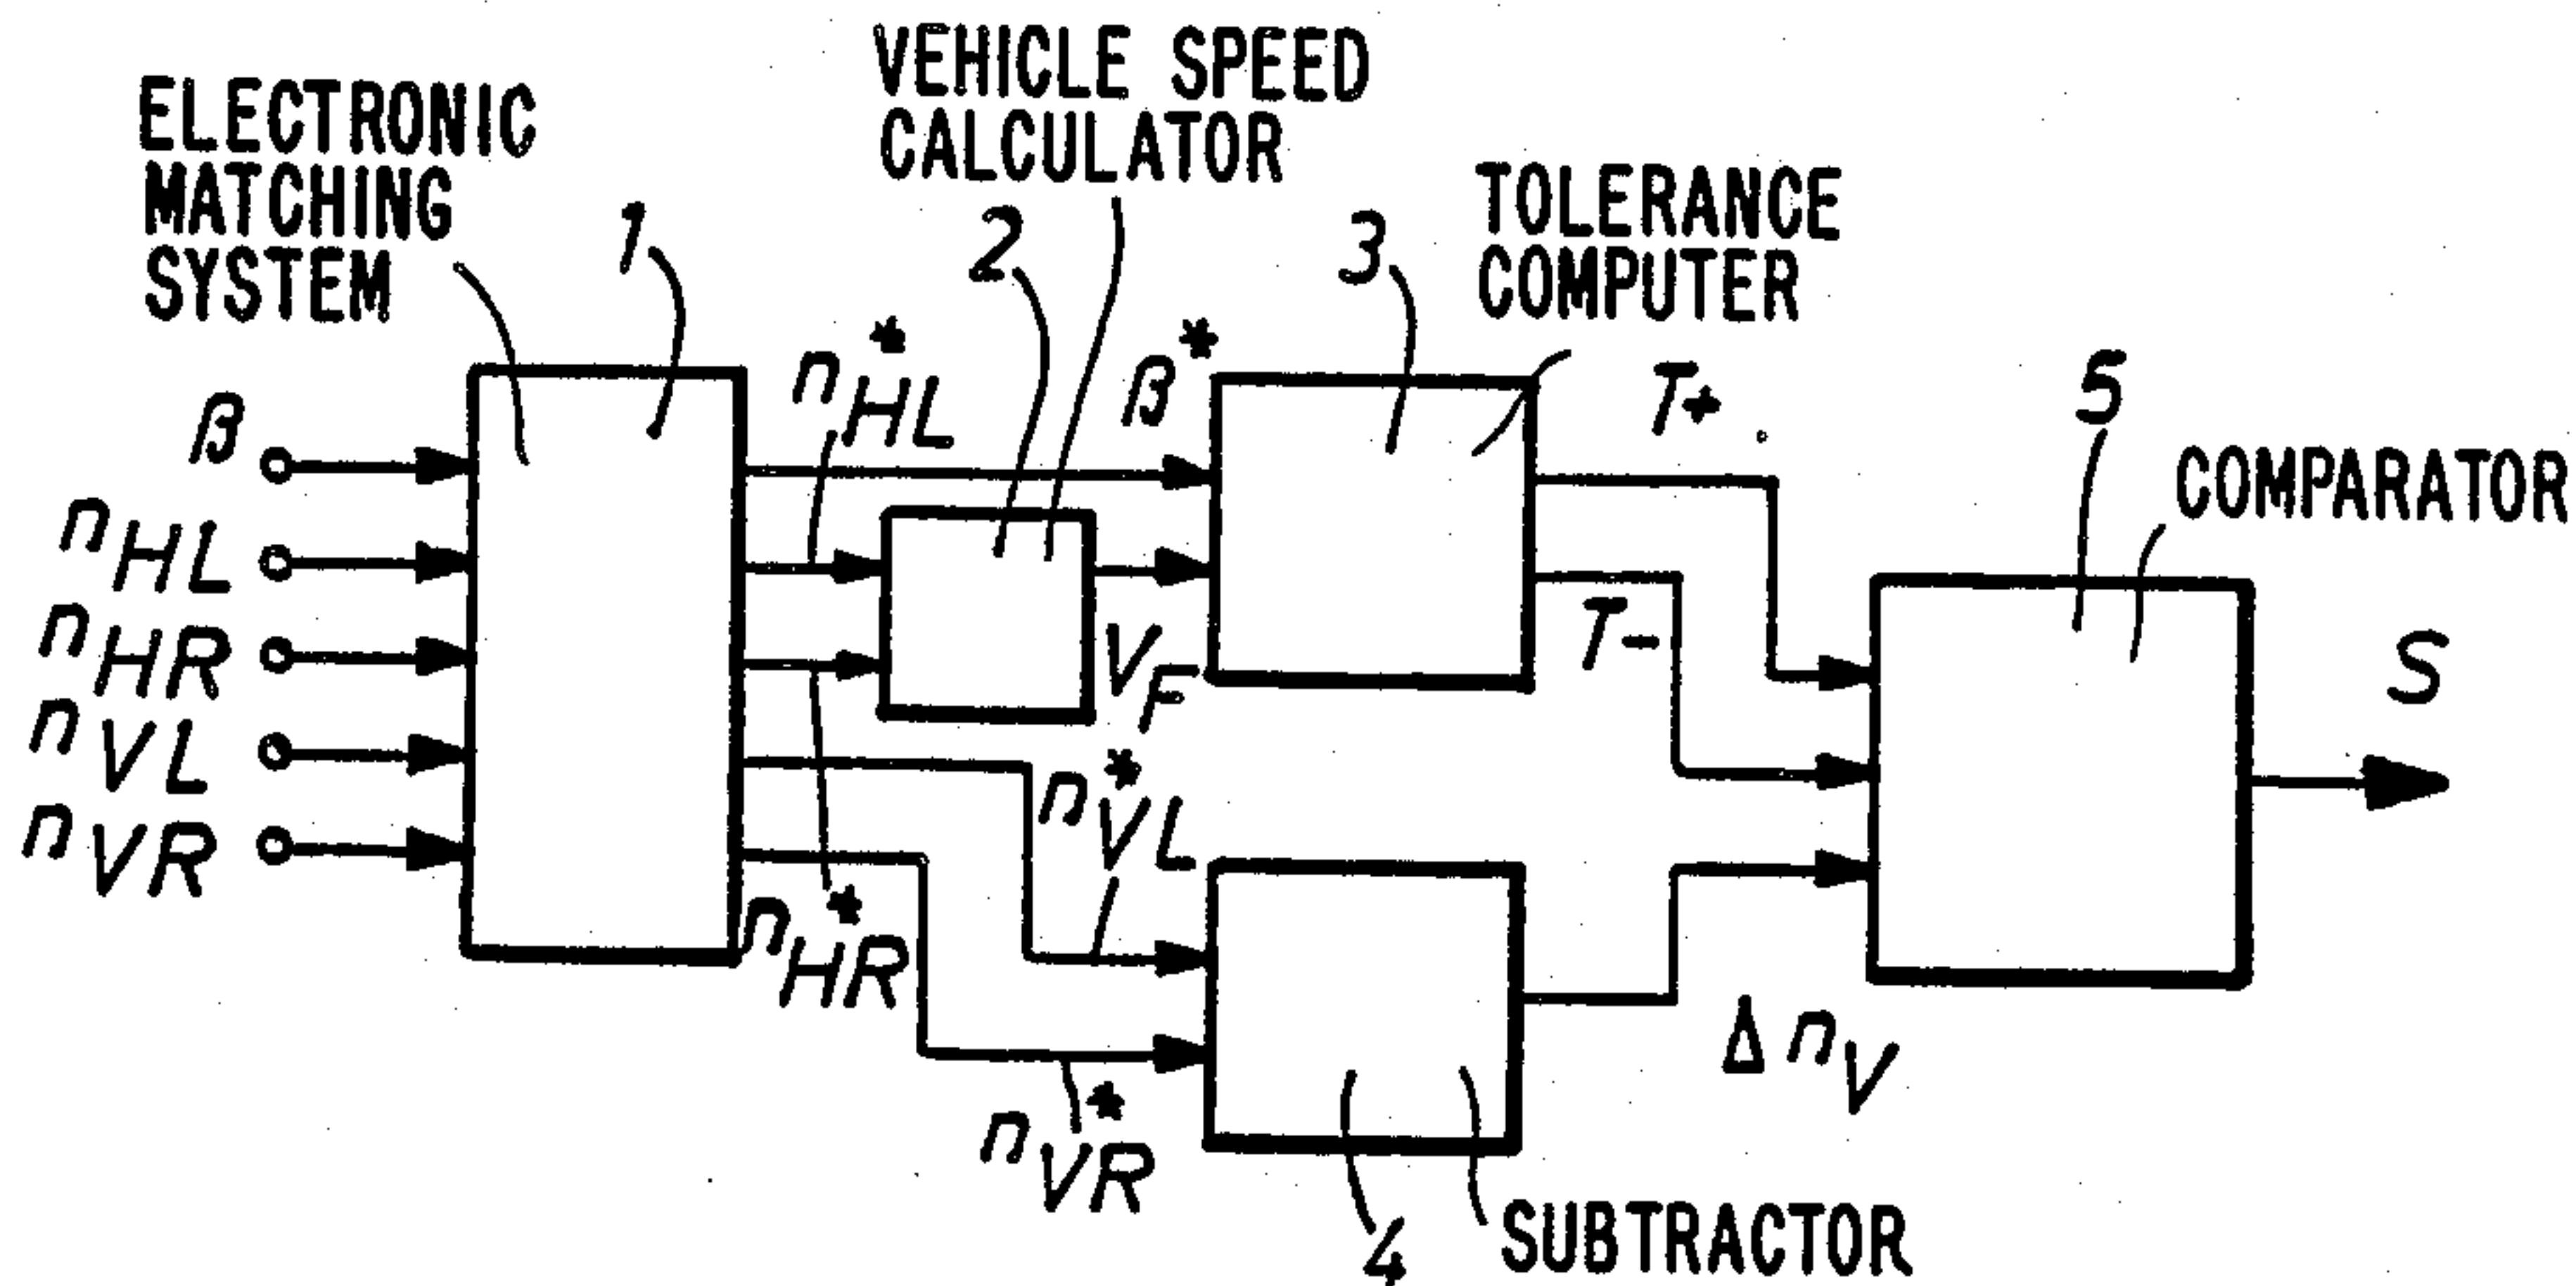 VEHICLE SPEED
CALCULATOR
ELECTRONIC
MATCHING
SYSTEM
1
2
3
TOLERANCE
COMPUTER
n*HL
β*
T+
5
COMPARATOR
β
nHL
nHR
nVL
nVR
VF
T-
S
n*VL
n*HR
ΔnV
n*VR
4
SUBTRACTOR